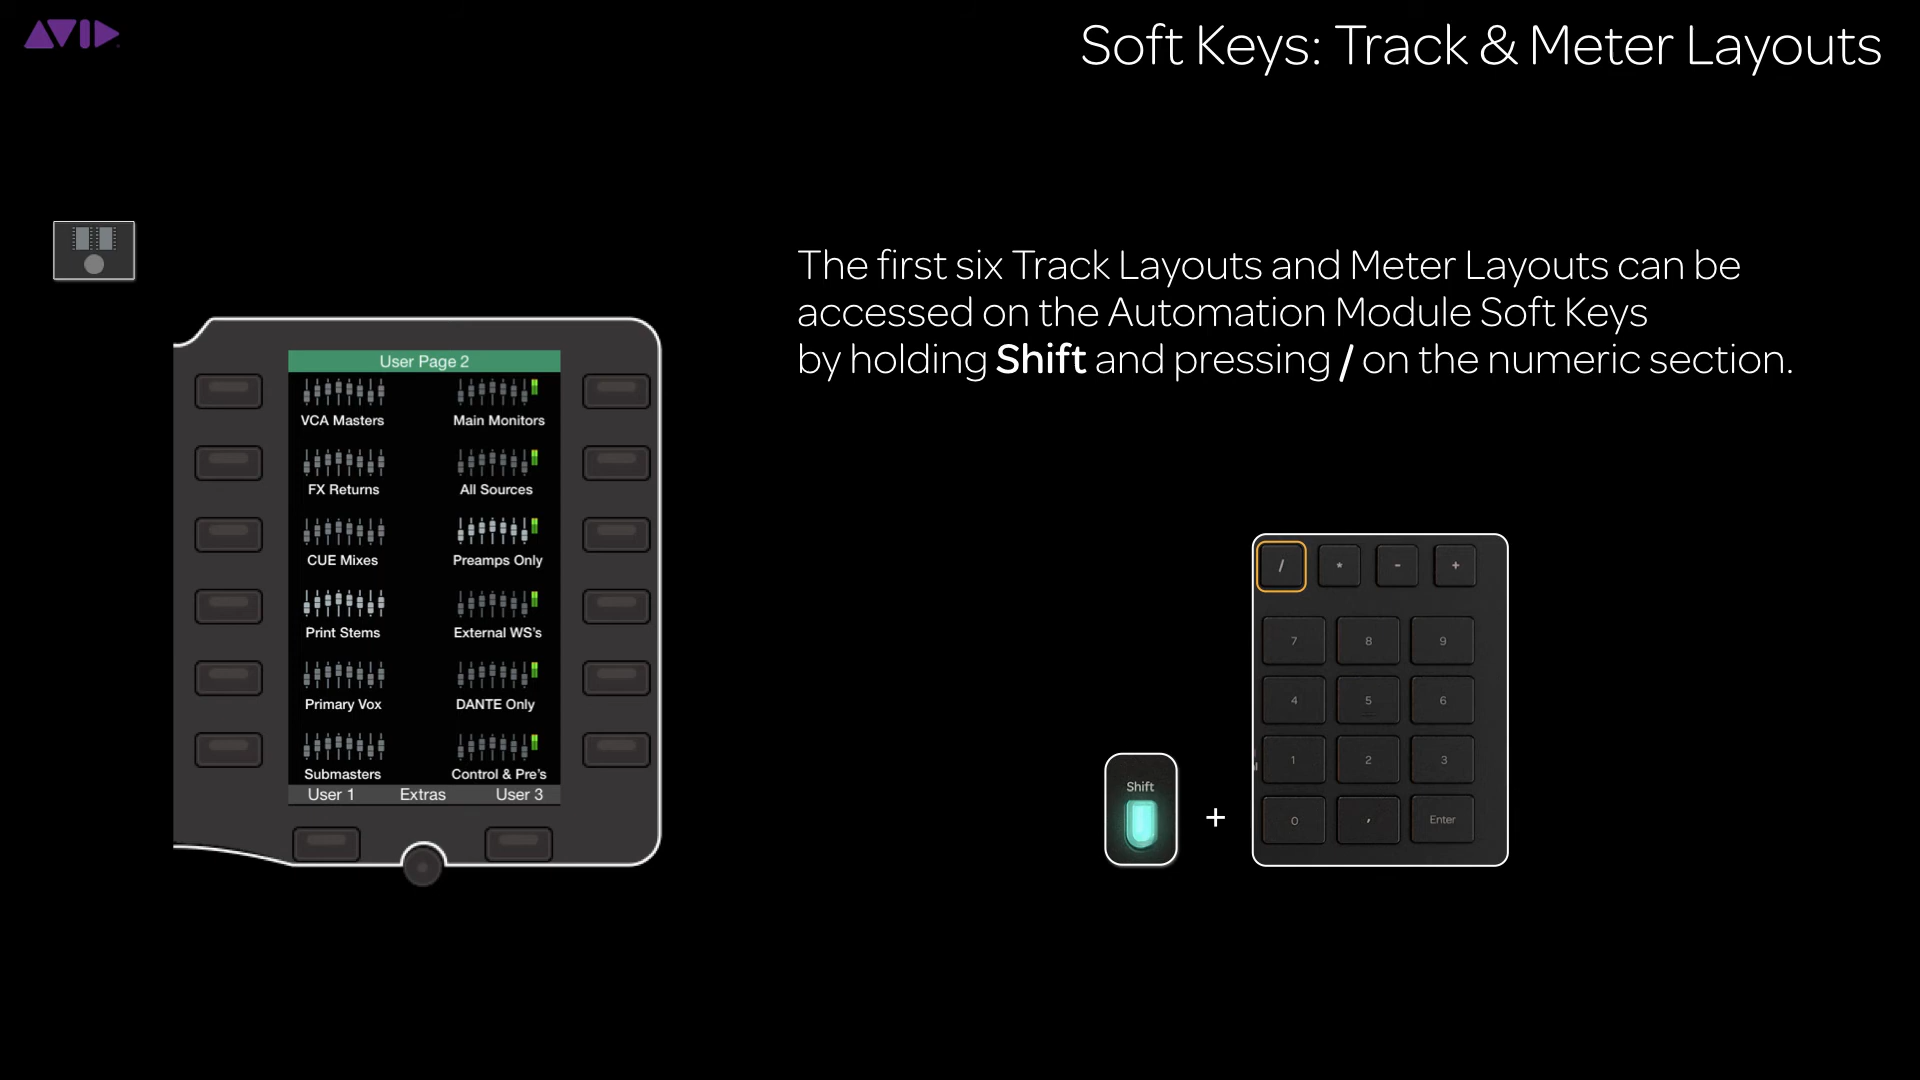 AVID
Soft Keys: Track & Meter Layouts
The first six Track Layouts and Meter Layouts can be
accessed on the Automation Module Soft Keys
by holding Shift and pressing / on the numeric section.
User Page 2
VCA Masters
Main Monitors
FX Returns
All Sources
CUE Mixes
Preamps Only
Print Stems
External WS's
Primary Vox
DANTE Only
Submasters
Control & Pre's
User 1
Extras
User 3
Shift
+
/ * - +
7 8 9
4 5 6
1 2 3
0 , Enter